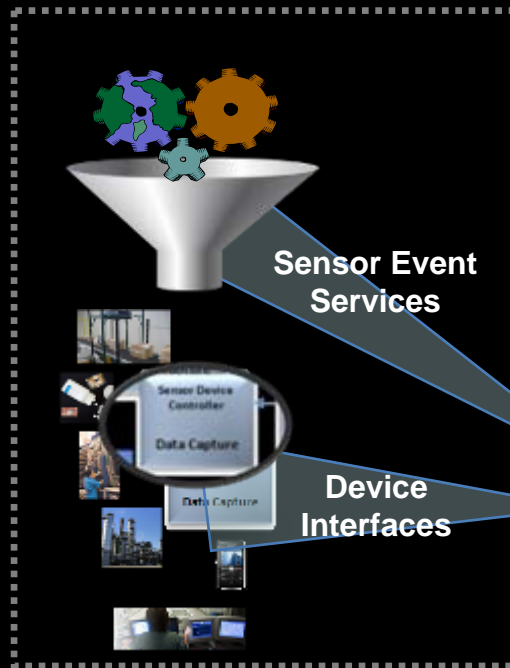 Sensor Event
Services
Sensor Device
Controller
Data Capture
Data Capture
Device
Interfaces